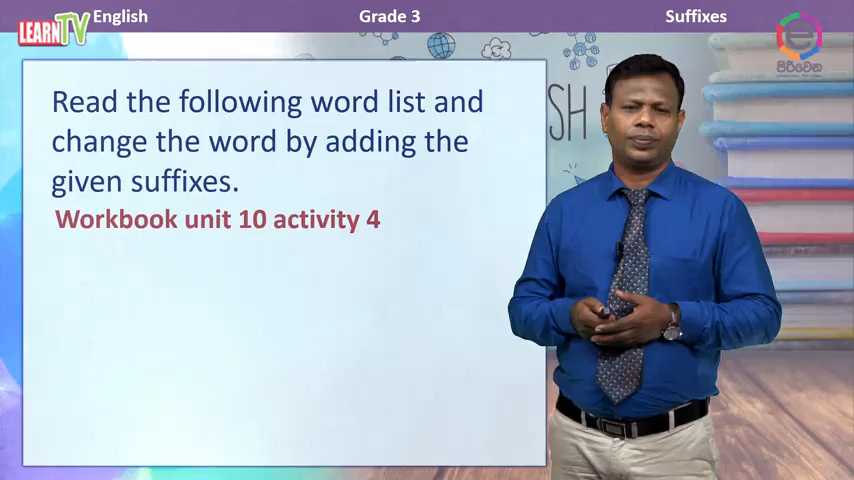 LEARN TV
English
Grade 3
Suffixes
පිරිවෙන
SH
Read the following word list and
change the word by adding the
given suffixes.
Workbook unit 10 activity 4